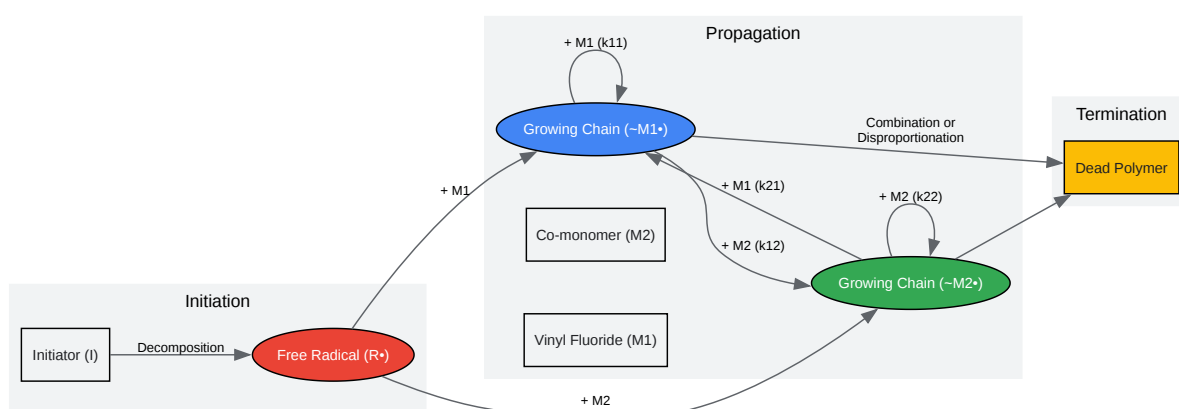 Propagation
+ M1 (k11)
Growing Chain (~M1•)
Combination or
Disproportionation
Termination
Dead Polymer
+ M1
+ M1 (k21)
+ M2 (k22)
Co-monomer (M2)
+ M2 (k12)
Growing Chain (~M2•)
Initiation
Initiator (I)
Decomposition
Free Radical (R•)
Vinyl Fluoride (M1)
+ M2